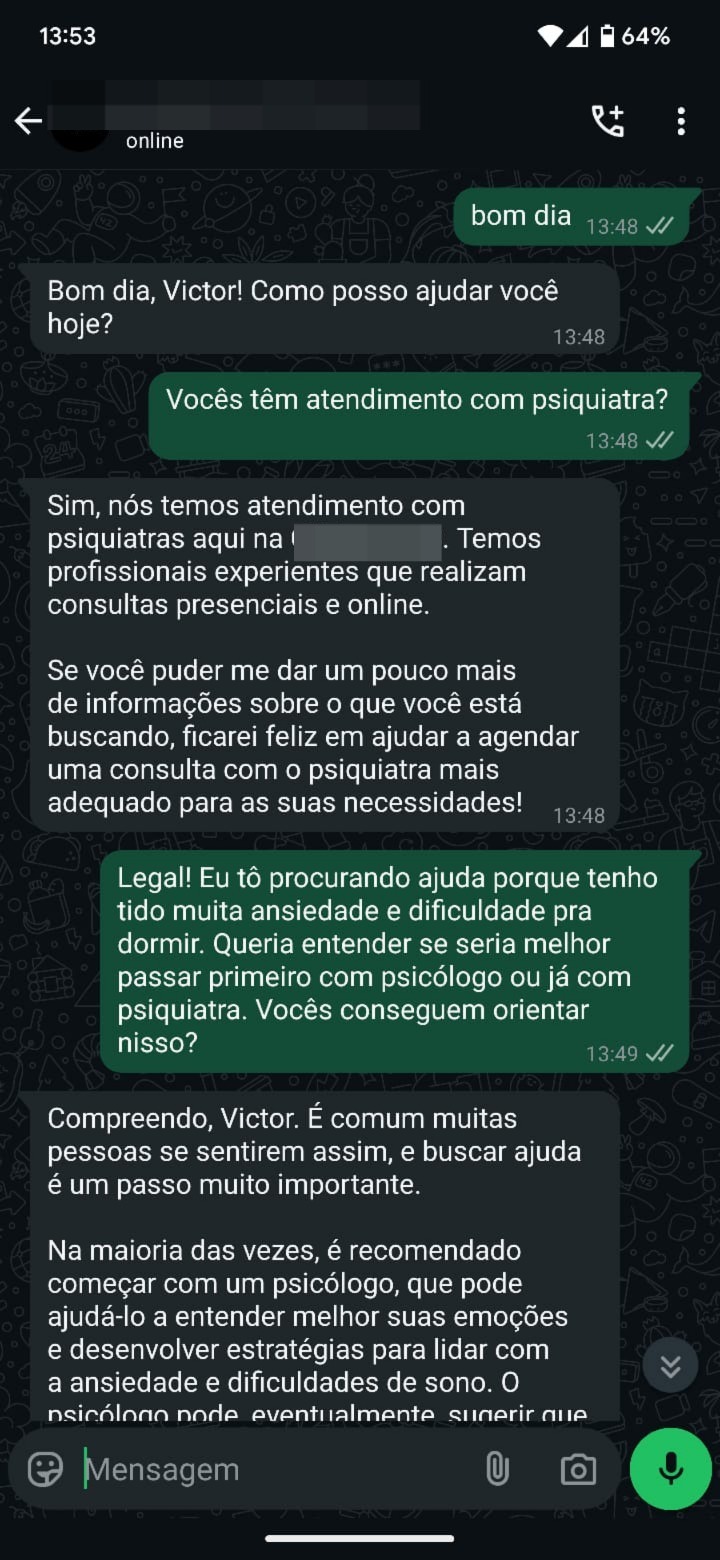 13:53
64%
online
bom dia
13:48
Bom dia, Victor! Como posso ajudar você
hoje?
13:48
Vocês têm atendimento com psiquiatra?
13:48
Sim, nós temos atendimento com
psiquiatras aqui na . Temos
profissionais experientes que realizam
consultas presenciais e online.
Se você puder me dar um pouco mais
de informações sobre o que você está
buscando, ficarei feliz em ajudar a agendar
uma consulta com o psiquiatra mais
adequado para as suas necessidades!
13:48
Legal! Eu tô procurando ajuda porque tenho
tido muita ansiedade e dificuldade pra
dormir. Queria entender se seria melhor
passar primeiro com psicólogo ou já com
psiquiatra. Vocês conseguem orientar
nisso?
13:49
Compreendo, Victor. É comum muitas
pessoas se sentirem assim, e buscar ajuda
é um passo muito importante.
Na maioria das vezes, é recomendado
começar com um psicólogo, que pode
ajudá-lo a entender melhor suas emoções
e desenvolver estratégias para lidar com
a ansiedade e dificuldades de sono. O
psicólogo pode, eventualmente, sugerir que
Mensagem